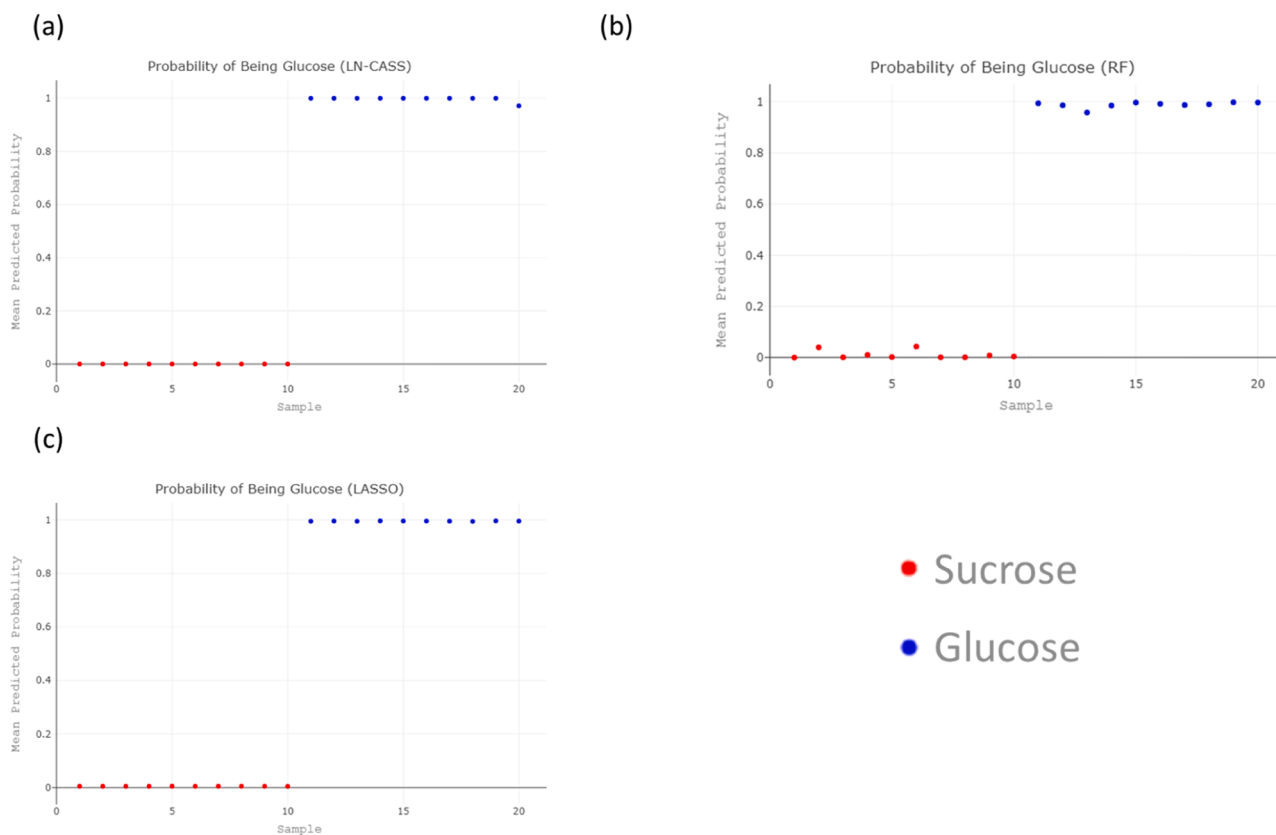 (a)
Probability of Being Glucose (LN-CASS)
Mean Predicted Probability
1
0.8
0.6
0.4
0.2
0
0 5 10 15 20
Sample
(b)
Probability of Being Glucose (RF)
Mean Predicted Probability
1
0.8
0.6
0.4
0.2
0
0 5 10 15 20
Sample
(c)
Probability of Being Glucose (LASSO)
Mean Predicted Probability
1
0.8
0.6
0.4
0.2
0
0 5 10 15 20
Sample
Sucrose
Glucose